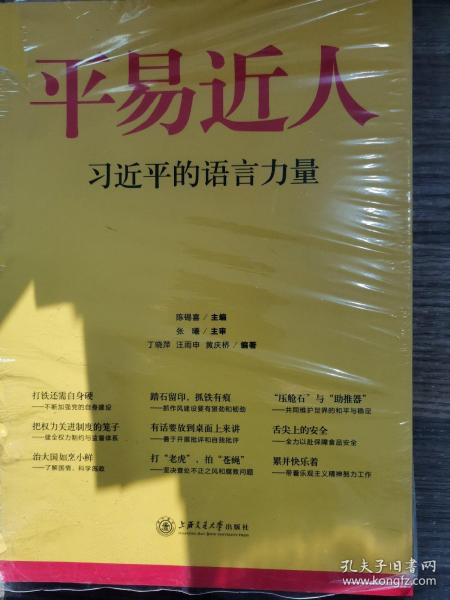 平易近人
习近平的语言力量
陈锡喜 / 主编
张 曦 / 主审
丁晓萍 汪雨申 黄庆桥 / 编著
打铁还需自身硬
——不断加强党的自身建设
把权力关进制度的笼子
——健全权力制约与监督体系
治大国如烹小鲜
——了解国情,科学施政
踏石留印,抓铁有痕
——抓作风建设要有狠劲和韧劲
有话要放到桌面上来讲
——善于开展批评和自我批评
打“老虎”,拍“苍蝇”
——坚决查处不正之风和腐败问题
“压舱石”与“助推器”
——共同维护世界的和平与稳定
舌尖上的安全
——全力以赴保障食品安全
累并快乐着
——带着乐观主义精神努力工作
上海交通大学出版社
SHANGHAI JIAO TONG UNIVERSITY PRESS
孔夫子旧书网
www.kongfz.com